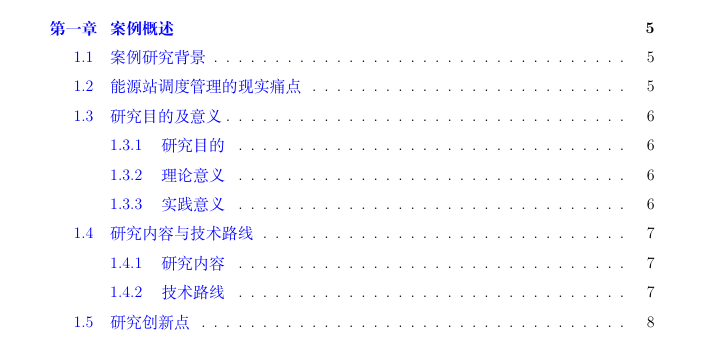 第一章 案例概述 5
1.1 案例研究背景 . . . . . . . . . . . . . . . . . . . . . . . . . . . . . . . . . . 5
1.2 能源站调度管理的现实痛点 . . . . . . . . . . . . . . . . . . . . . . . . . . 5
1.3 研究目的及意义 . . . . . . . . . . . . . . . . . . . . . . . . . . . . . . . . . 6
1.3.1 研究目的 . . . . . . . . . . . . . . . . . . . . . . . . . . . . . . . . 6
1.3.2 理论意义 . . . . . . . . . . . . . . . . . . . . . . . . . . . . . . . . 6
1.3.3 实践意义 . . . . . . . . . . . . . . . . . . . . . . . . . . . . . . . . 6
1.4 研究内容与技术路线 . . . . . . . . . . . . . . . . . . . . . . . . . . . . . . 7
1.4.1 研究内容 . . . . . . . . . . . . . . . . . . . . . . . . . . . . . . . . 7
1.4.2 技术路线 . . . . . . . . . . . . . . . . . . . . . . . . . . . . . . . . 7
1.5 研究创新点 . . . . . . . . . . . . . . . . . . . . . . . . . . . . . . . . . . . 8